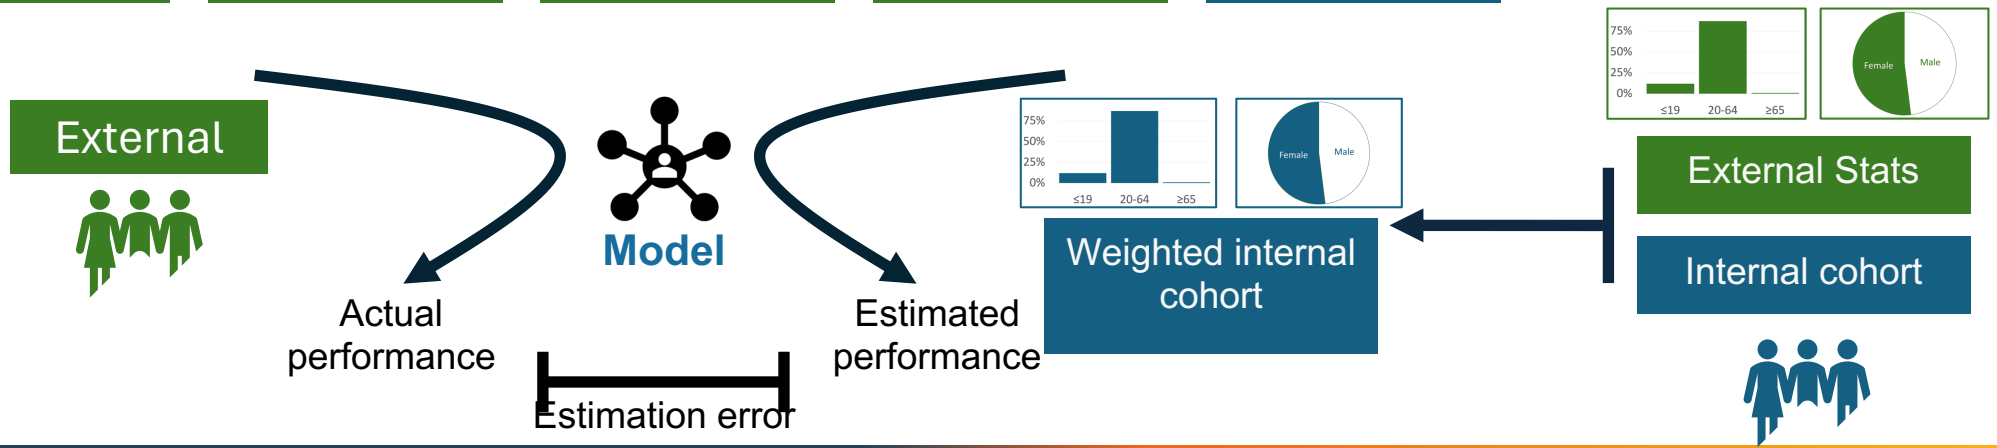 External
Model
Actual
performance
Estimated
performance
Estimation error
75%
50%
25%
0%
≤19 20-64 ≥65
Female Male
Weighted internal
cohort
75%
50%
25%
0%
≤19 20-64 ≥65
Female Male
External Stats
Internal cohort